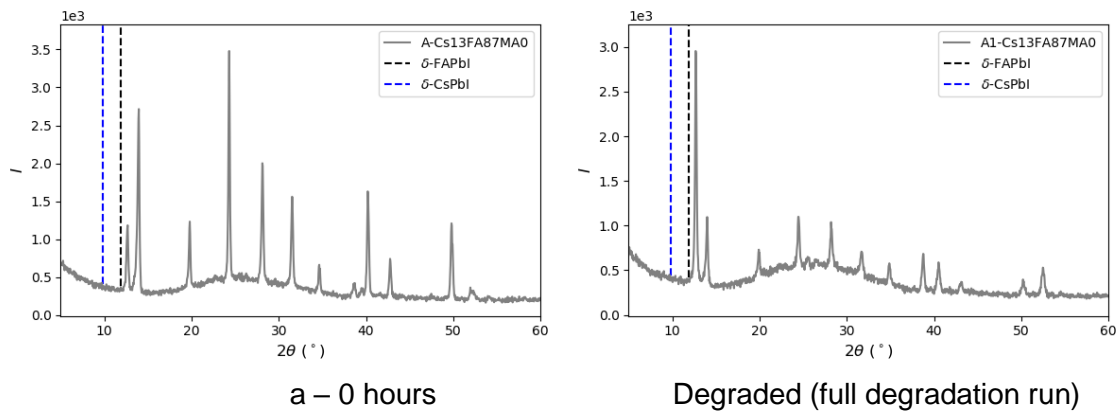 1e3
3.5
3.0
2.5
2.0
1.5
1.0
0.5
0.0
I
10 20 30 40 50 60
2θ (°)
A-Cs13FA87MA0
δ-FAPbI
δ-CsPbI
a – 0 hours
1e3
3.0
2.5
2.0
1.5
1.0
0.5
0.0
I
10 20 30 40 50 60
2θ (°)
A1-Cs13FA87MA0
δ-FAPbI
δ-CsPbI
Degraded (full degradation run)